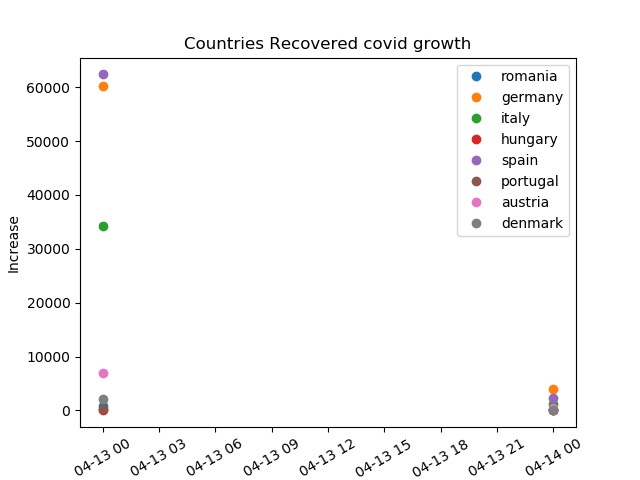 Countries Recovered covid growth
romania
germany
italy
hungary
spain
portugal
austria
denmark
Increase
60000
50000
40000
30000
20000
10000
0
04-13 00
04-13 03
04-13 06
04-13 09
04-13 12
04-13 15
04-13 18
04-13 21
04-14 00